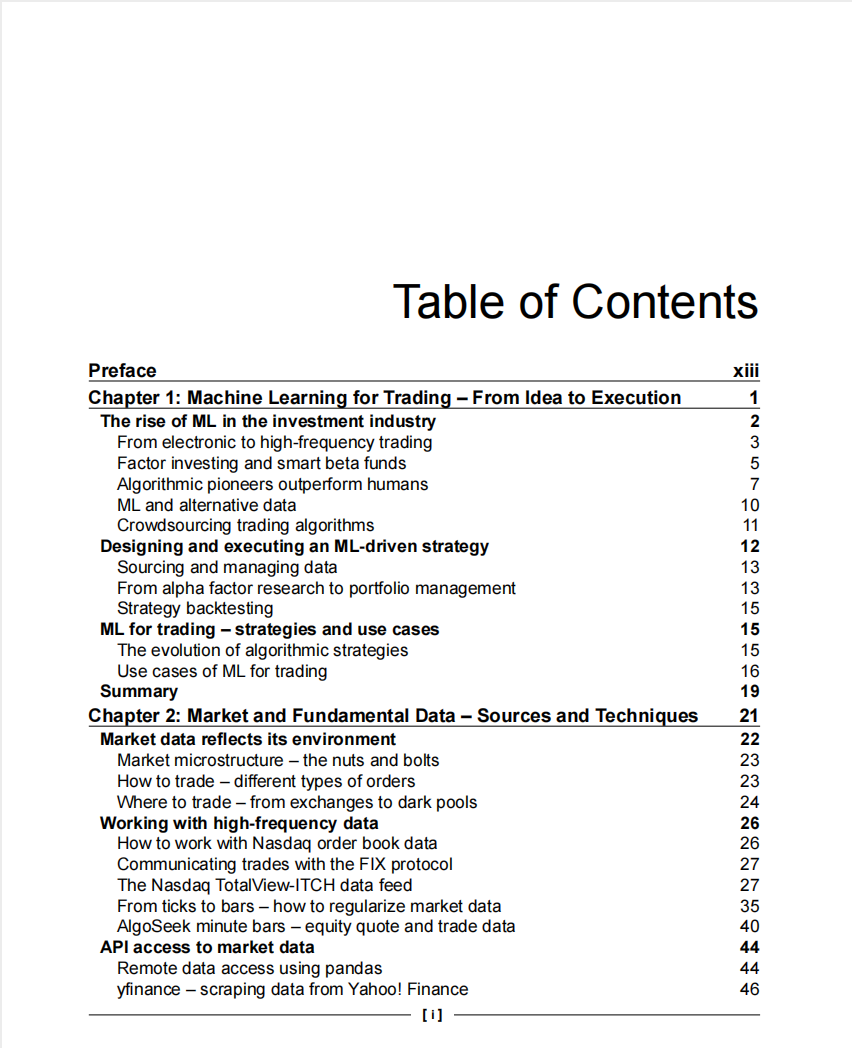 Table of Contents
Preface xiii
Chapter 1: Machine Learning for Trading – From Idea to Execution 1
The rise of ML in the investment industry 2
From electronic to high-frequency trading 3
Factor investing and smart beta funds 5
Algorithmic pioneers outperform humans 7
ML and alternative data 10
Crowdsourcing trading algorithms 11
Designing and executing an ML-driven strategy 12
Sourcing and managing data 13
From alpha factor research to portfolio management 13
Strategy backtesting 15
ML for trading – strategies and use cases 15
The evolution of algorithmic strategies 15
Use cases of ML for trading 16
Summary 19
Chapter 2: Market and Fundamental Data – Sources and Techniques 21
Market data reflects its environment 22
Market microstructure – the nuts and bolts 23
How to trade – different types of orders 23
Where to trade – from exchanges to dark pools 24
Working with high-frequency data 26
How to work with Nasdaq order book data 26
Communicating trades with the FIX protocol 27
The Nasdaq TotalView-ITCH data feed 27
From ticks to bars – how to regularize market data 35
AlgoSeek minute bars – equity quote and trade data 40
API access to market data 44
Remote data access using pandas 44
yfinance – scraping data from Yahoo! Finance 46
[ i ]